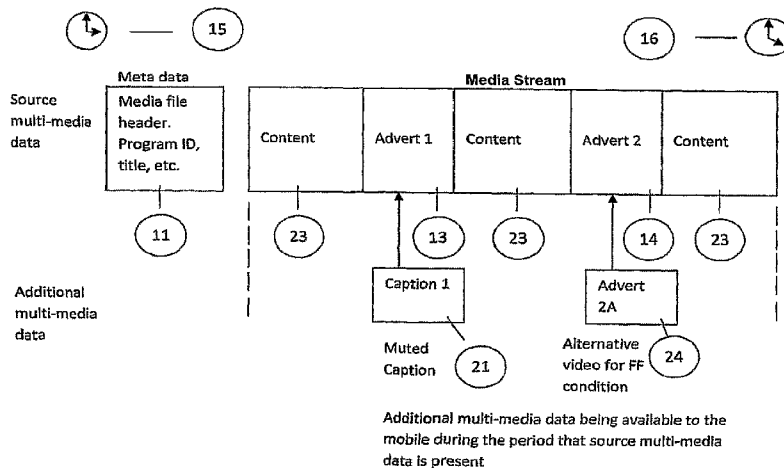 15
16
Meta data
Media Stream
Source
multi-media
data
Media file
header.
Program ID,
title, etc.
Content
Advert 1
Content
Advert 2
Content
11
23
13
23
14
23
Additional
multi-media
data
Caption 1
Advert
2A
Muted
Caption
21
Alternative
video for FF
condition
24
Additional multi-media data being available to the
mobile during the period that source multi-media
data is present